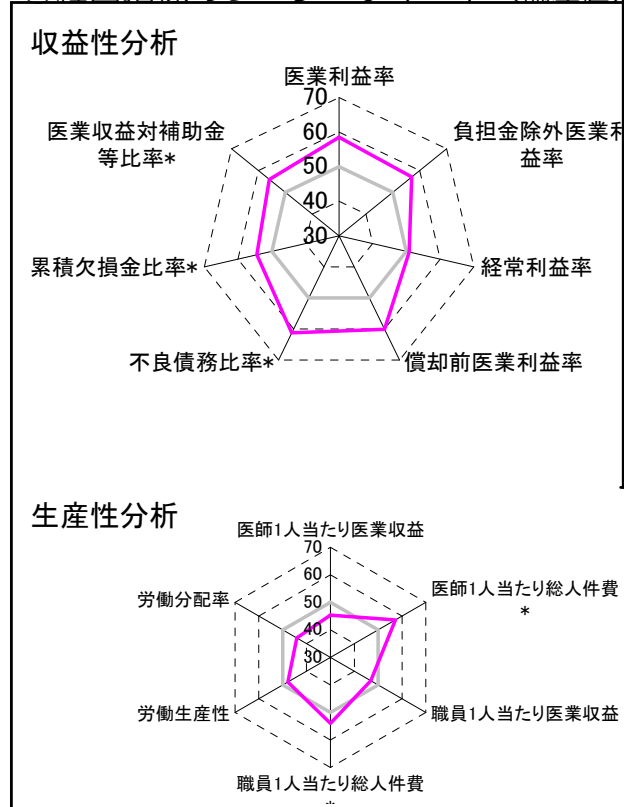 収益性分析
医業利益率
70
60
50
40
30
医業収益対補助金
等比率*
負担金除外医業利
益率
累積欠損金比率*
経常利益率
不良債務比率*
償却前医業利益率
生産性分析
医師1人当たり医業収益
70
60
50
40
30
労働分配率
医師1人当たり総人件費
*
労働生産性
職員1人当たり医業収益
職員1人当たり総人件費
*